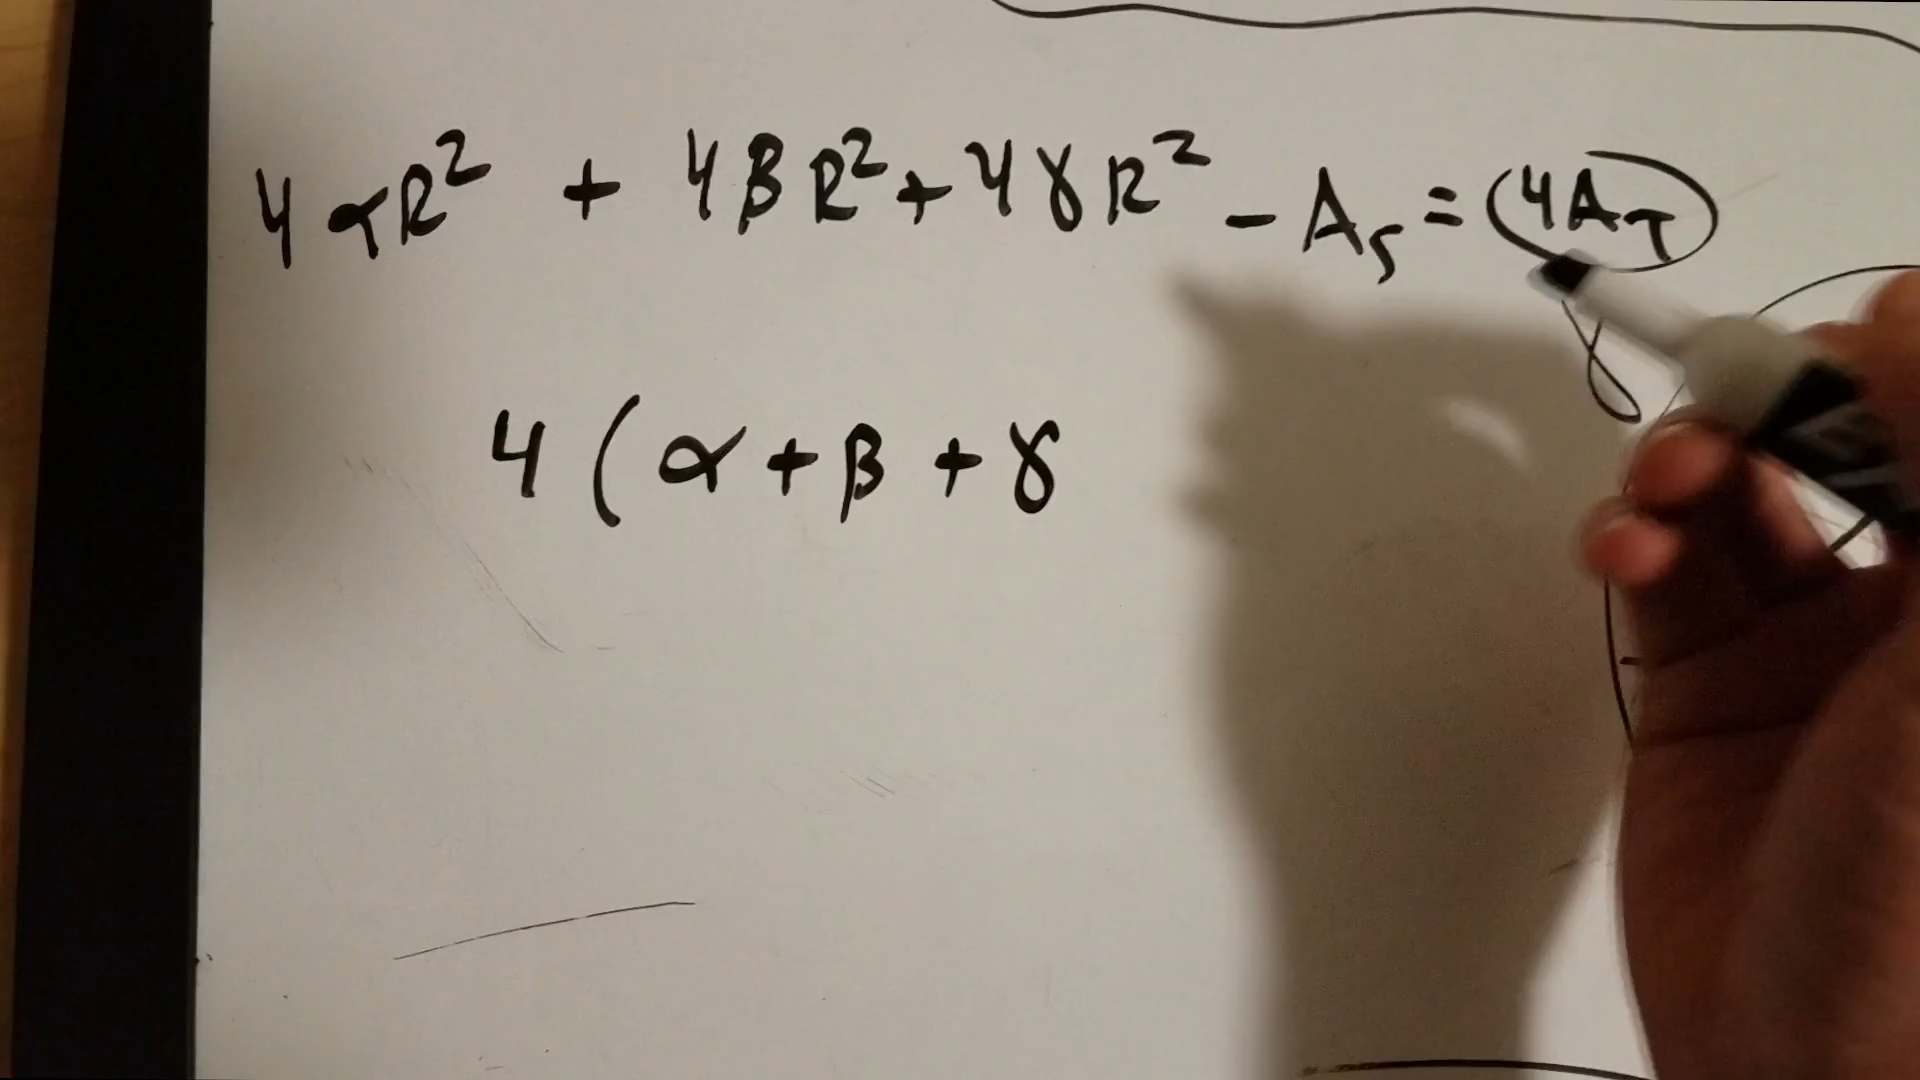 4αR² + 4βR² + 4γR² - A_S = 4A_T
4(α + β + γ